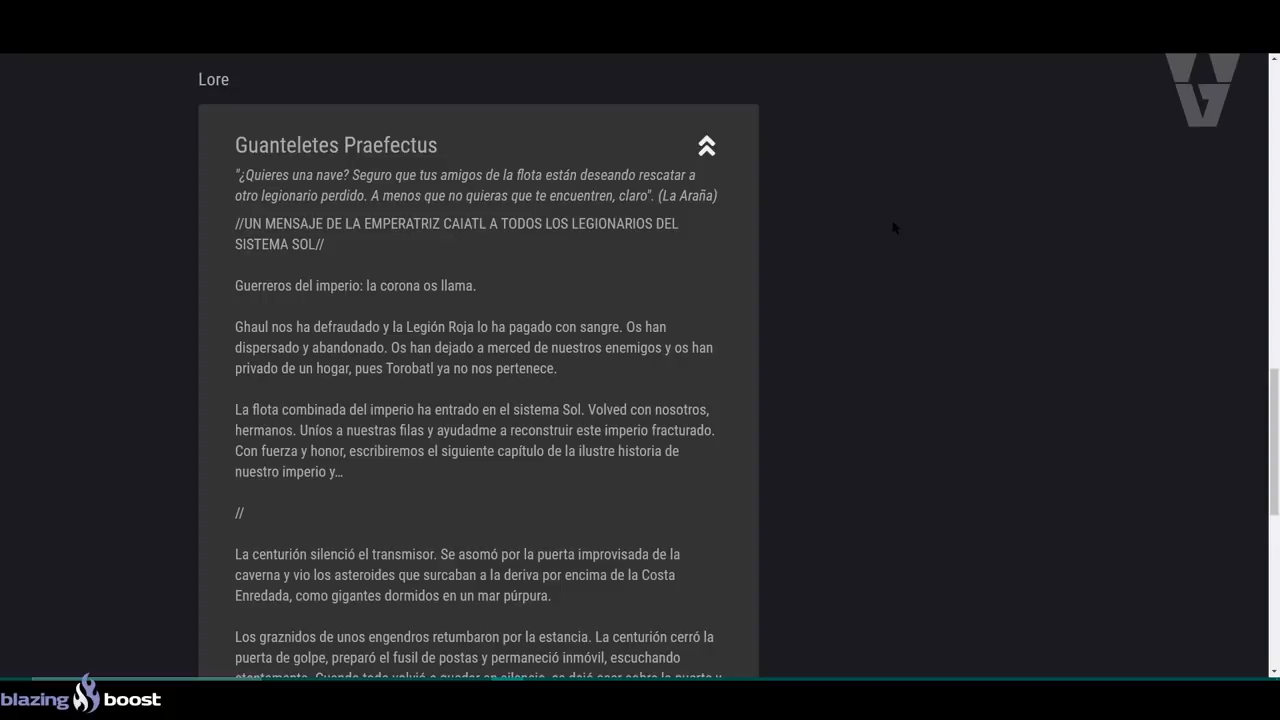 Lore
Guanteletes Praefectus
"¿Quieres una nave? Seguro que tus amigos de la flota están deseando rescatar a
otro legionario perdido. A menos que no quieras que te encuentren, claro". (La Araña)
//UN MENSAJE DE LA EMPERATRIZ CAIATL A TODOS LOS LEGIONARIOS DEL
SISTEMA SOL//
Guerreros del imperio: la corona os llama.
Ghaul nos ha defraudado y la Legión Roja lo ha pagado con sangre. Os han
dispersado y abandonado. Os han dejado a merced de nuestros enemigos y os han
privado de un hogar, pues Torobatl ya no nos pertenece.
La flota combinada del imperio ha entrado en el sistema Sol. Volved con nosotros,
hermanos. Uníos a nuestras filas y ayudadme a reconstruir este imperio fracturado.
Con fuerza y honor, escribiremos el siguiente capítulo de la ilustre historia de
nuestro imperio y…
//
La centurión silenció el transmisor. Se asomó por la puerta improvisada de la
caverna y vio los asteroides que surcaban a la deriva por encima de la Costa
Enredada, como gigantes dormidos en un mar púrpura.
Los graznidos de unos engendros retumbaron por la estancia. La centurión cerró la
puerta de golpe, preparó el fusil de postas y permaneció inmóvil, escuchando
blazing boost